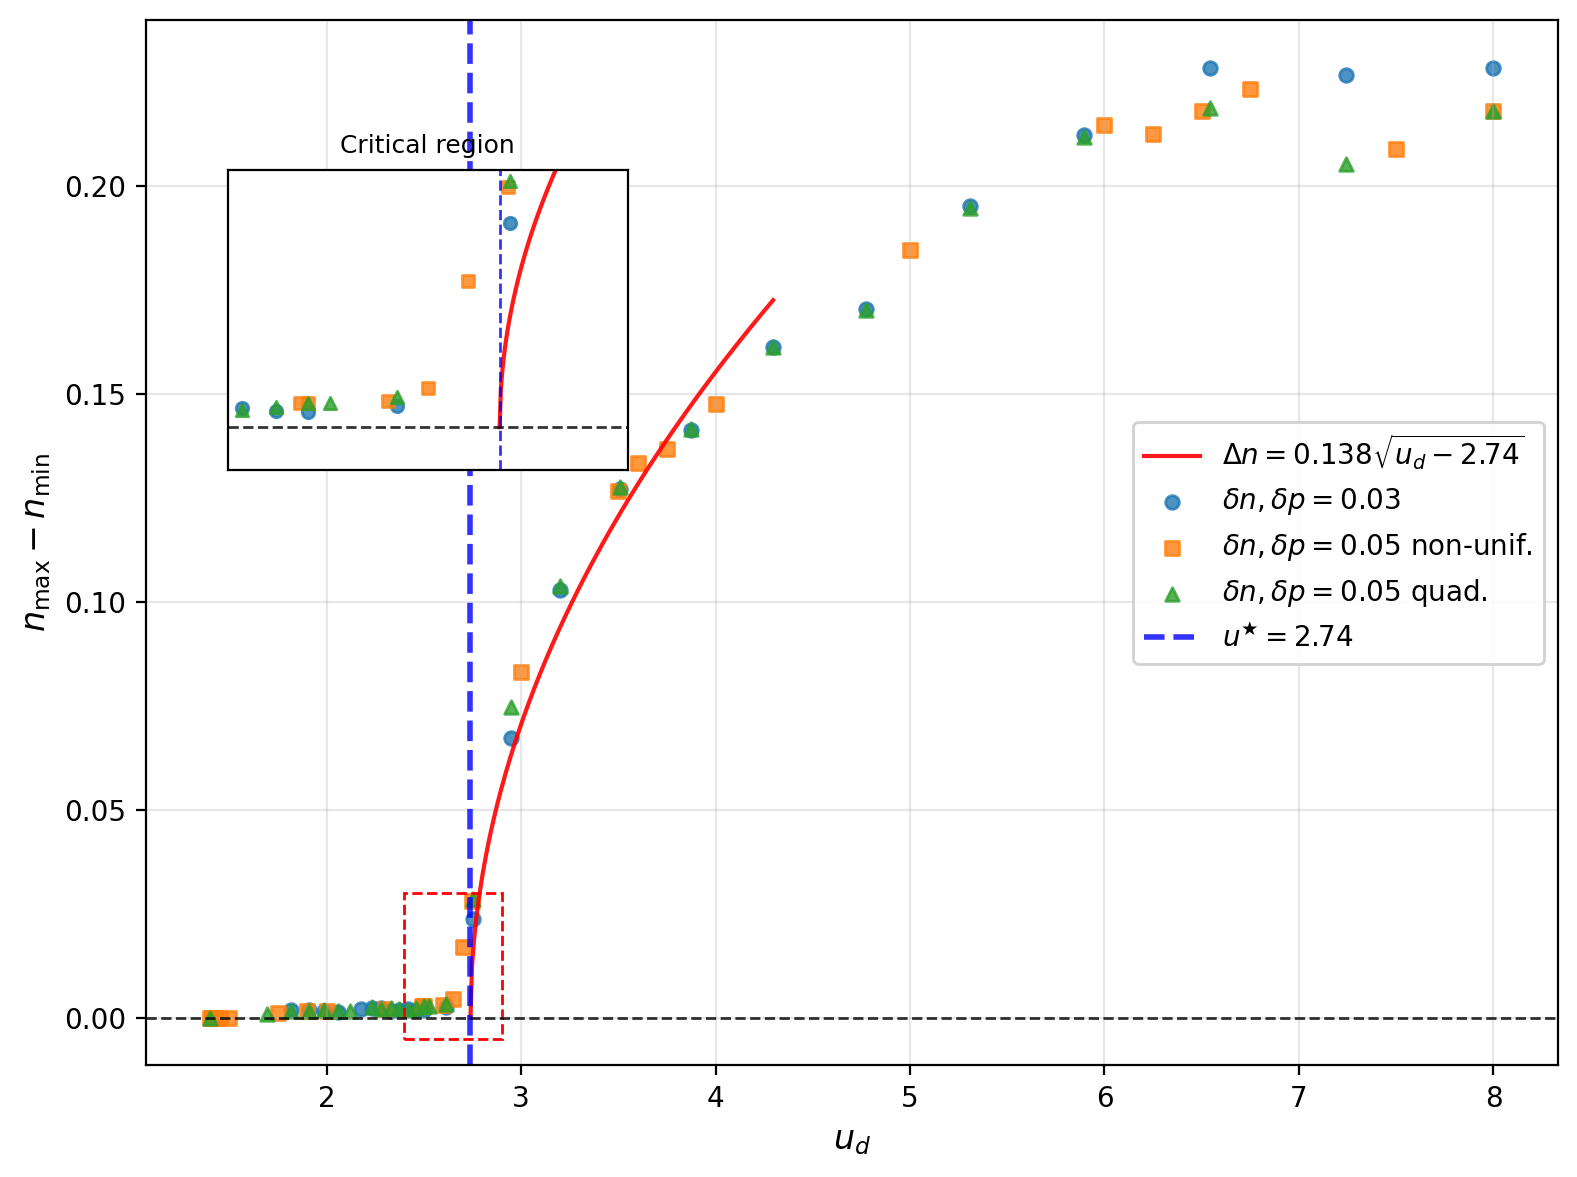 Critical region
n_max − n_min
0.20
0.15
0.10
0.05
0.00
Δn = 0.138√(u_d − 2.74)
δn, δp = 0.03
δn, δp = 0.05 non-unif.
δn, δp = 0.05 quad.
u^★ = 2.74
2 3 4 5 6 7 8
u_d